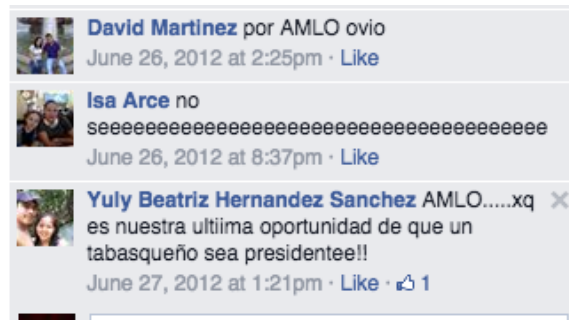 David Martinez por AMLO ovio
June 26, 2012 at 2:25pm · Like
Isa Arce no
seeeeeeeeeeeeeeeeeeeeeeeeeeeeeeeeeeeeeee
June 26, 2012 at 8:37pm · Like
Yuly Beatriz Hernandez Sanchez AMLO.....xq
es nuestra ultiima oportunidad de que un
tabasqueño sea presidentee!!
June 27, 2012 at 1:21pm · Like · 1